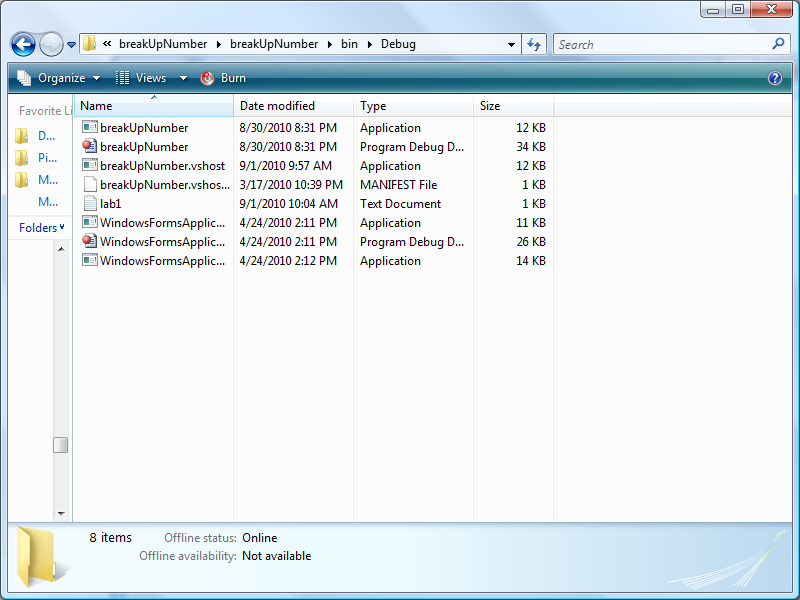 « breakUpNumber ▸ breakUpNumber ▸ bin ▸ Debug Search
Organize Views Burn
Favorite Li
D...
Pi...
M...
M...
Folders
Name Date modified Type Size
breakUpNumber 8/30/2010 8:31 PM Application 12 KB
breakUpNumber 8/30/2010 8:31 PM Program Debug D... 34 KB
breakUpNumber.vshost 9/1/2010 9:57 AM Application 12 KB
breakUpNumber.vshos... 3/17/2010 10:39 PM MANIFEST File 1 KB
lab1 9/1/2010 10:04 AM Text Document 1 KB
WindowsFormsApplic... 4/24/2010 2:11 PM Application 11 KB
WindowsFormsApplic... 4/24/2010 2:11 PM Program Debug D... 26 KB
WindowsFormsApplic... 4/24/2010 2:12 PM Application 14 KB
8 items Offline status: Online
Offline availability: Not available